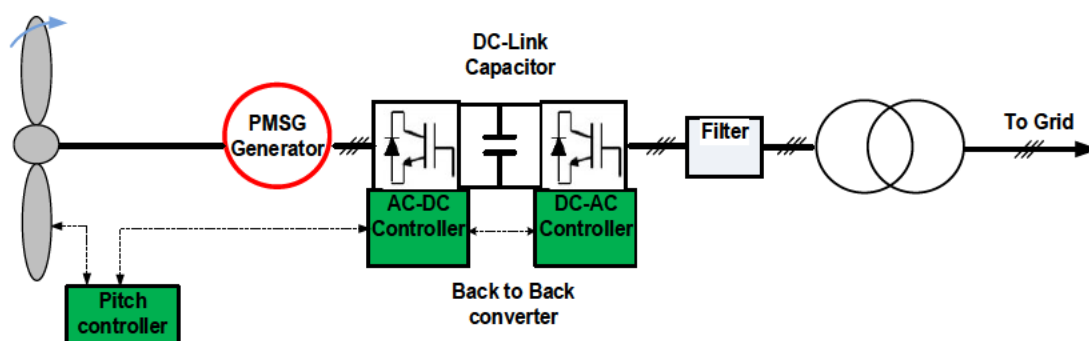 DC-Link
Capacitor
PMSG
Generator
Filter
To Grid
AC-DC
Controller
DC-AC
Controller
Pitch
controller
Back to Back
converter